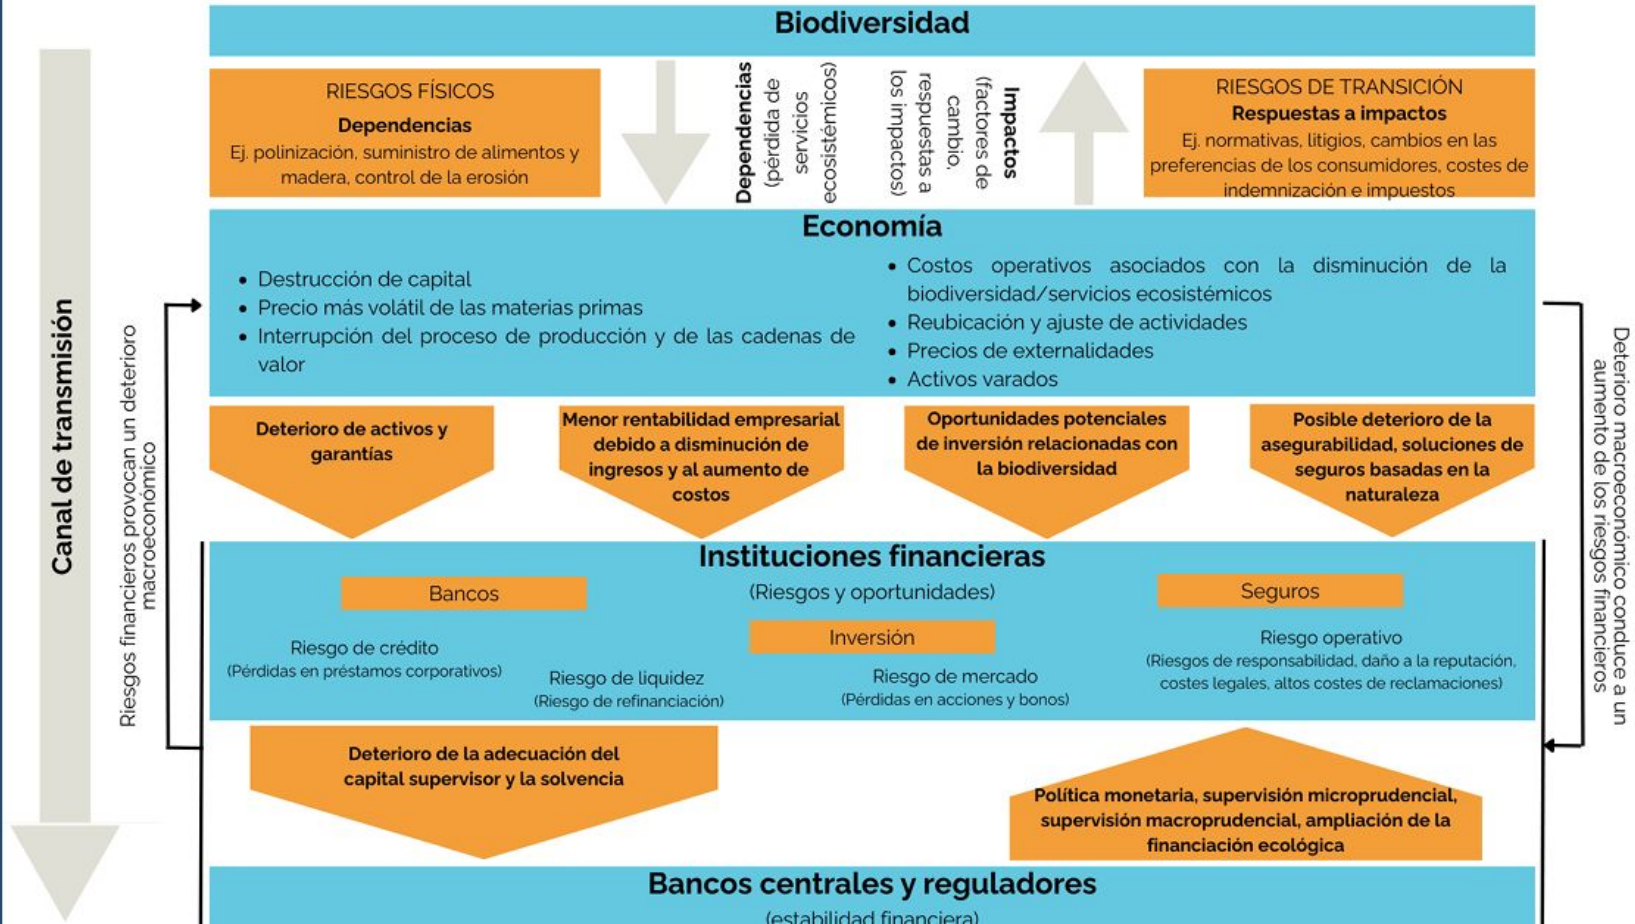 Biodiversidad
RIESGOS FÍSICOS
Dependencias
Ej. polinización, suministro de alimentos y
madera, control de la erosión
Dependencias
(pérdida de
servicios
ecosistémicos)
Impactos
(factores de
cambio,
respuestas a
los impactos)
RIESGOS DE TRANSICIÓN
Respuestas a impactos
Ej. normativas, litigios, cambios en las
preferencias de los consumidores, costes de
indemnización e impuestos
Canal de transmisión
Riesgos financieros provocan un deterioro
macroeconómico
Economía
• Destrucción de capital
• Precio más volátil de las materias primas
• Interrupción del proceso de producción y de las cadenas de
valor
• Costos operativos asociados con la disminución de la
biodiversidad/servicios ecosistémicos
• Reubicación y ajuste de actividades
• Precios de externalidades
• Activos varados
Deterioro macroeconómico conduce a un
aumento de los riesgos financieros
Deterioro de activos y
garantías
Menor rentabilidad empresarial
debido a disminución de
ingresos y al aumento de
costos
Oportunidades potenciales
de inversión relacionadas con
la biodiversidad
Posible deterioro de la
asegurabilidad, soluciones de
seguros basadas en la
naturaleza
Instituciones financieras
(Riesgos y oportunidades)
Bancos
Inversión
Seguros
Riesgo de crédito
(Pérdidas en préstamos corporativos)
Riesgo de liquidez
(Riesgo de refinanciación)
Riesgo de mercado
(Pérdidas en acciones y bonos)
Riesgo operativo
(Riesgos de responsabilidad, daño a la reputación,
costes legales, altos costes de reclamaciones)
Deterioro de la adecuación del
capital supervisor y la solvencia
Política monetaria, supervisión microprudencial,
supervisión macroprudencial, ampliación de la
financiación ecológica
Bancos centrales y reguladores
(estabilidad financiera)